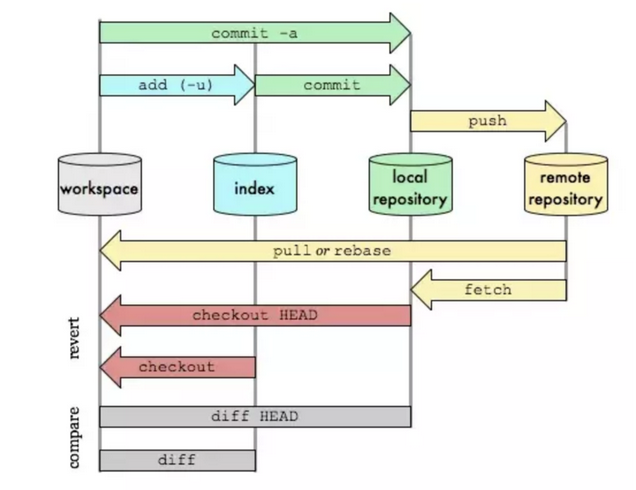 commit -a
add (-u)
commit
push
workspace
index
local
repository
remote
repository
pull or rebase
fetch
revert
checkout HEAD
checkout
compare
diff HEAD
diff